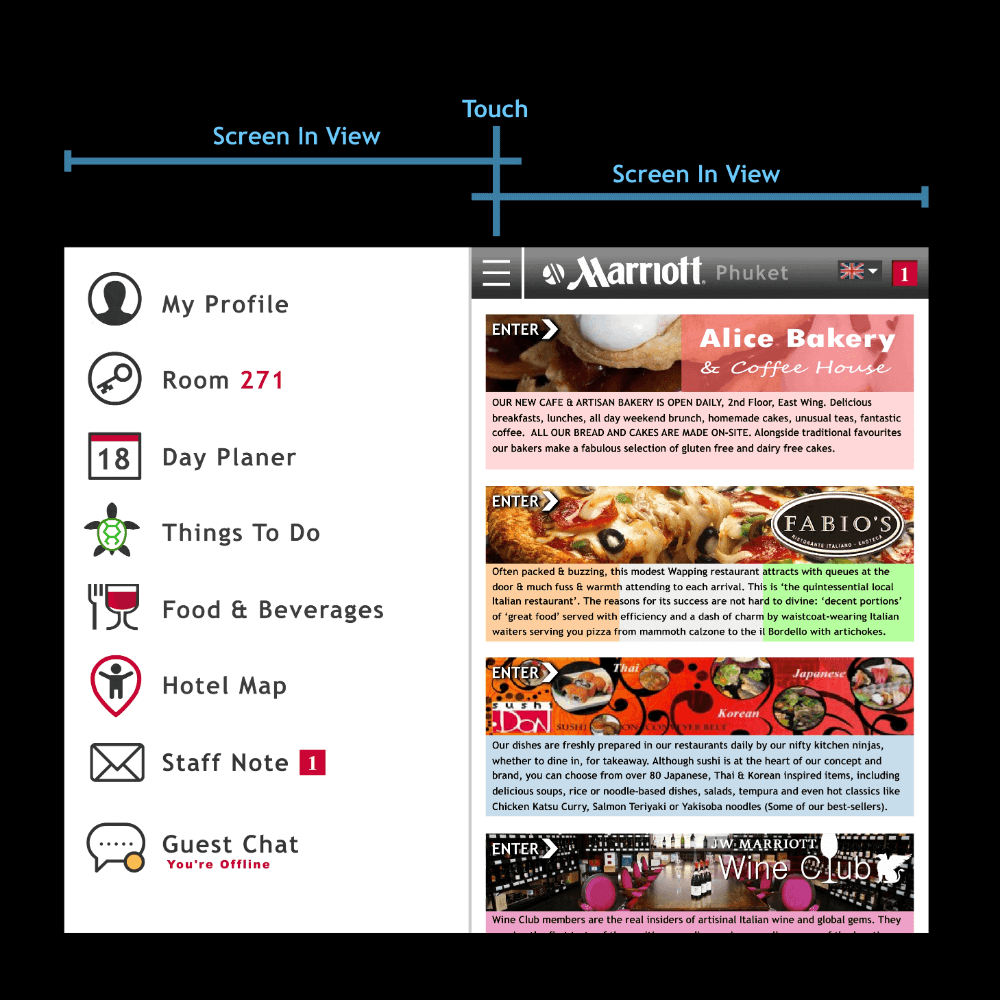 Touch
Screen In View
Screen In View
My Profile
Room 271
18 Day Planer
Things To Do
Food & Beverages
Hotel Map
Staff Note 1
Guest Chat
You're Offline
Marriott. Phuket 1
ENTER
Alice Bakery
& Coffee House
OUR NEW CAFE & ARTISAN BAKERY IS OPEN DAILY, 2nd Floor, East Wing. Delicious
breakfasts, lunches, all day weekend brunch, homemade cakes, unusual teas, fantastic
coffee. ALL OUR BREAD AND CAKES ARE MADE ON-SITE. Alongside traditional favourites
our bakers make a fabulous selection of gluten free and dairy free cakes.
ENTER
FABIO'S
RISTORANTE ITALIANO - ENOTECA
Often packed & buzzing, this modest Wapping restaurant attracts with queues at the
door & much fuss & warmth attending to each arrival. This is ‘the quintessential local
Italian restaurant’. The reasons for its success are not hard to divine: ‘decent portions’
of ‘great food’ served with efficiency and a dash of charm by waistcoat-wearing Italian
waiters serving you pizza from mammoth calzone to the il Bordello with artichokes.
ENTER
Thai
Japanese
Korean
sushi
DON
SUSHI DON CONVEYER BELT
Our dishes are freshly prepared in our restaurants daily by our nifty kitchen ninjas,
whether to dine in, for takeaway. Although sushi is at the heart of our concept and
brand, you can choose from over 80 Japanese, Thai & Korean inspired items, including
delicious soups, rice or noodle-based dishes, salads, tempura and even hot classics like
Chicken Katsu Curry, Salmon Teriyaki or Yakisoba noodles (Some of our best-sellers).
ENTER
JW MARRIOTT
Wine Club
Wine Club members are the real insiders of artisinal Italian wine and global gems. They